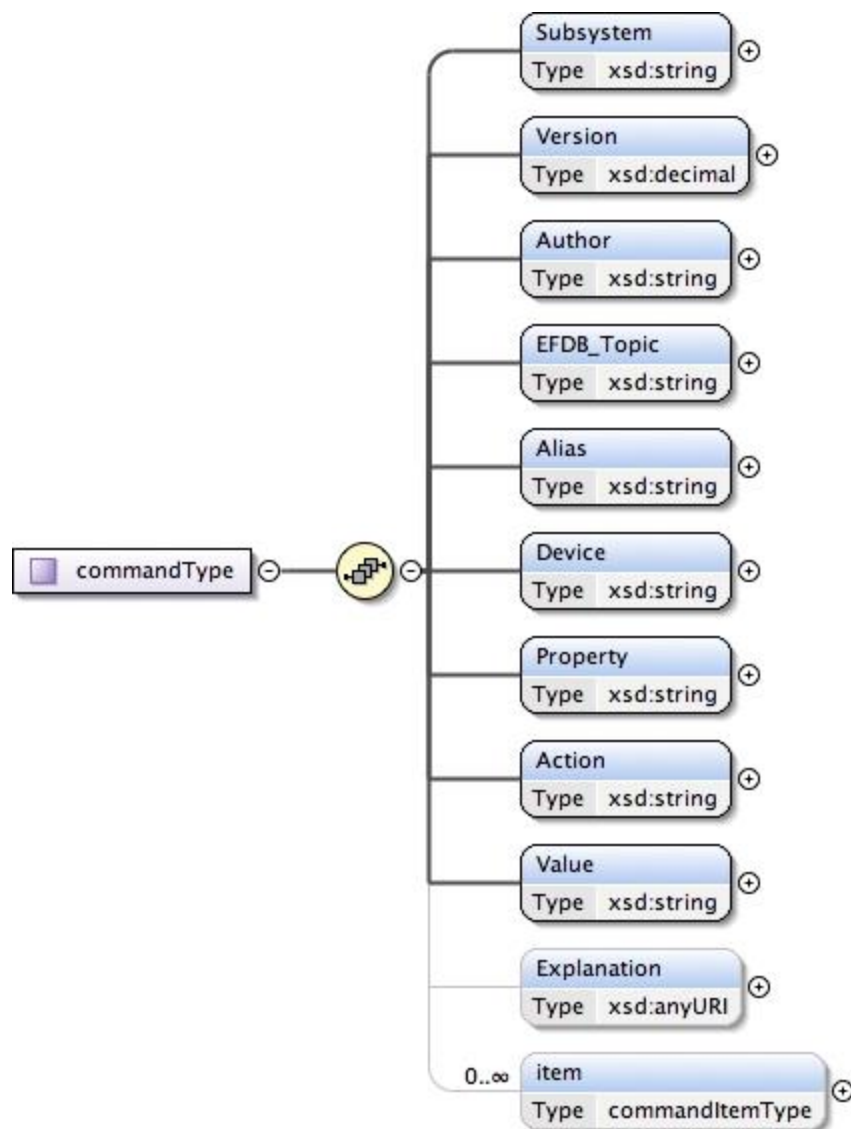 Subsystem
Type xsd:string
Version
Type xsd:decimal
Author
Type xsd:string
EFDB_Topic
Type xsd:string
Alias
Type xsd:string
commandType
Device
Type xsd:string
Property
Type xsd:string
Action
Type xsd:string
Value
Type xsd:string
Explanation
Type xsd:anyURI
0..∞ item
Type commandItemType